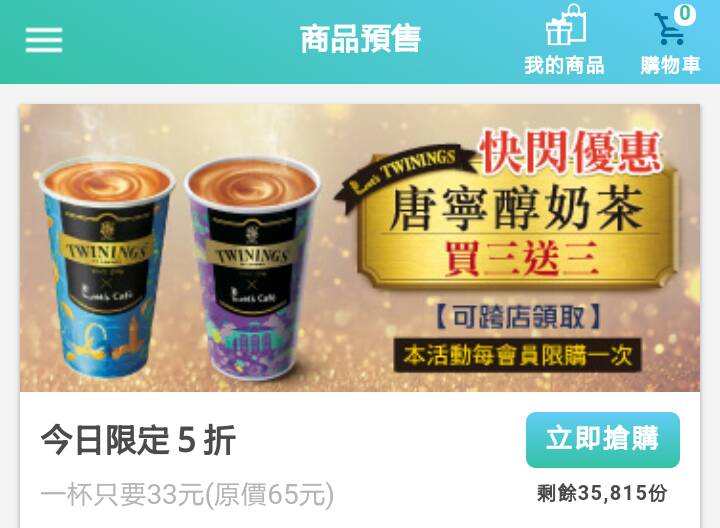 商品預售
0
我的商品
購物車
TWININGS
快閃優惠
唐寧醇奶茶
買三送三
【可跨店領取】
本活動每會員限購一次
TWININGS
×
Café
TWININGS
×
Café
今日限定5折
立即搶購
一杯只要33元(原價65元)
剩餘35,815份